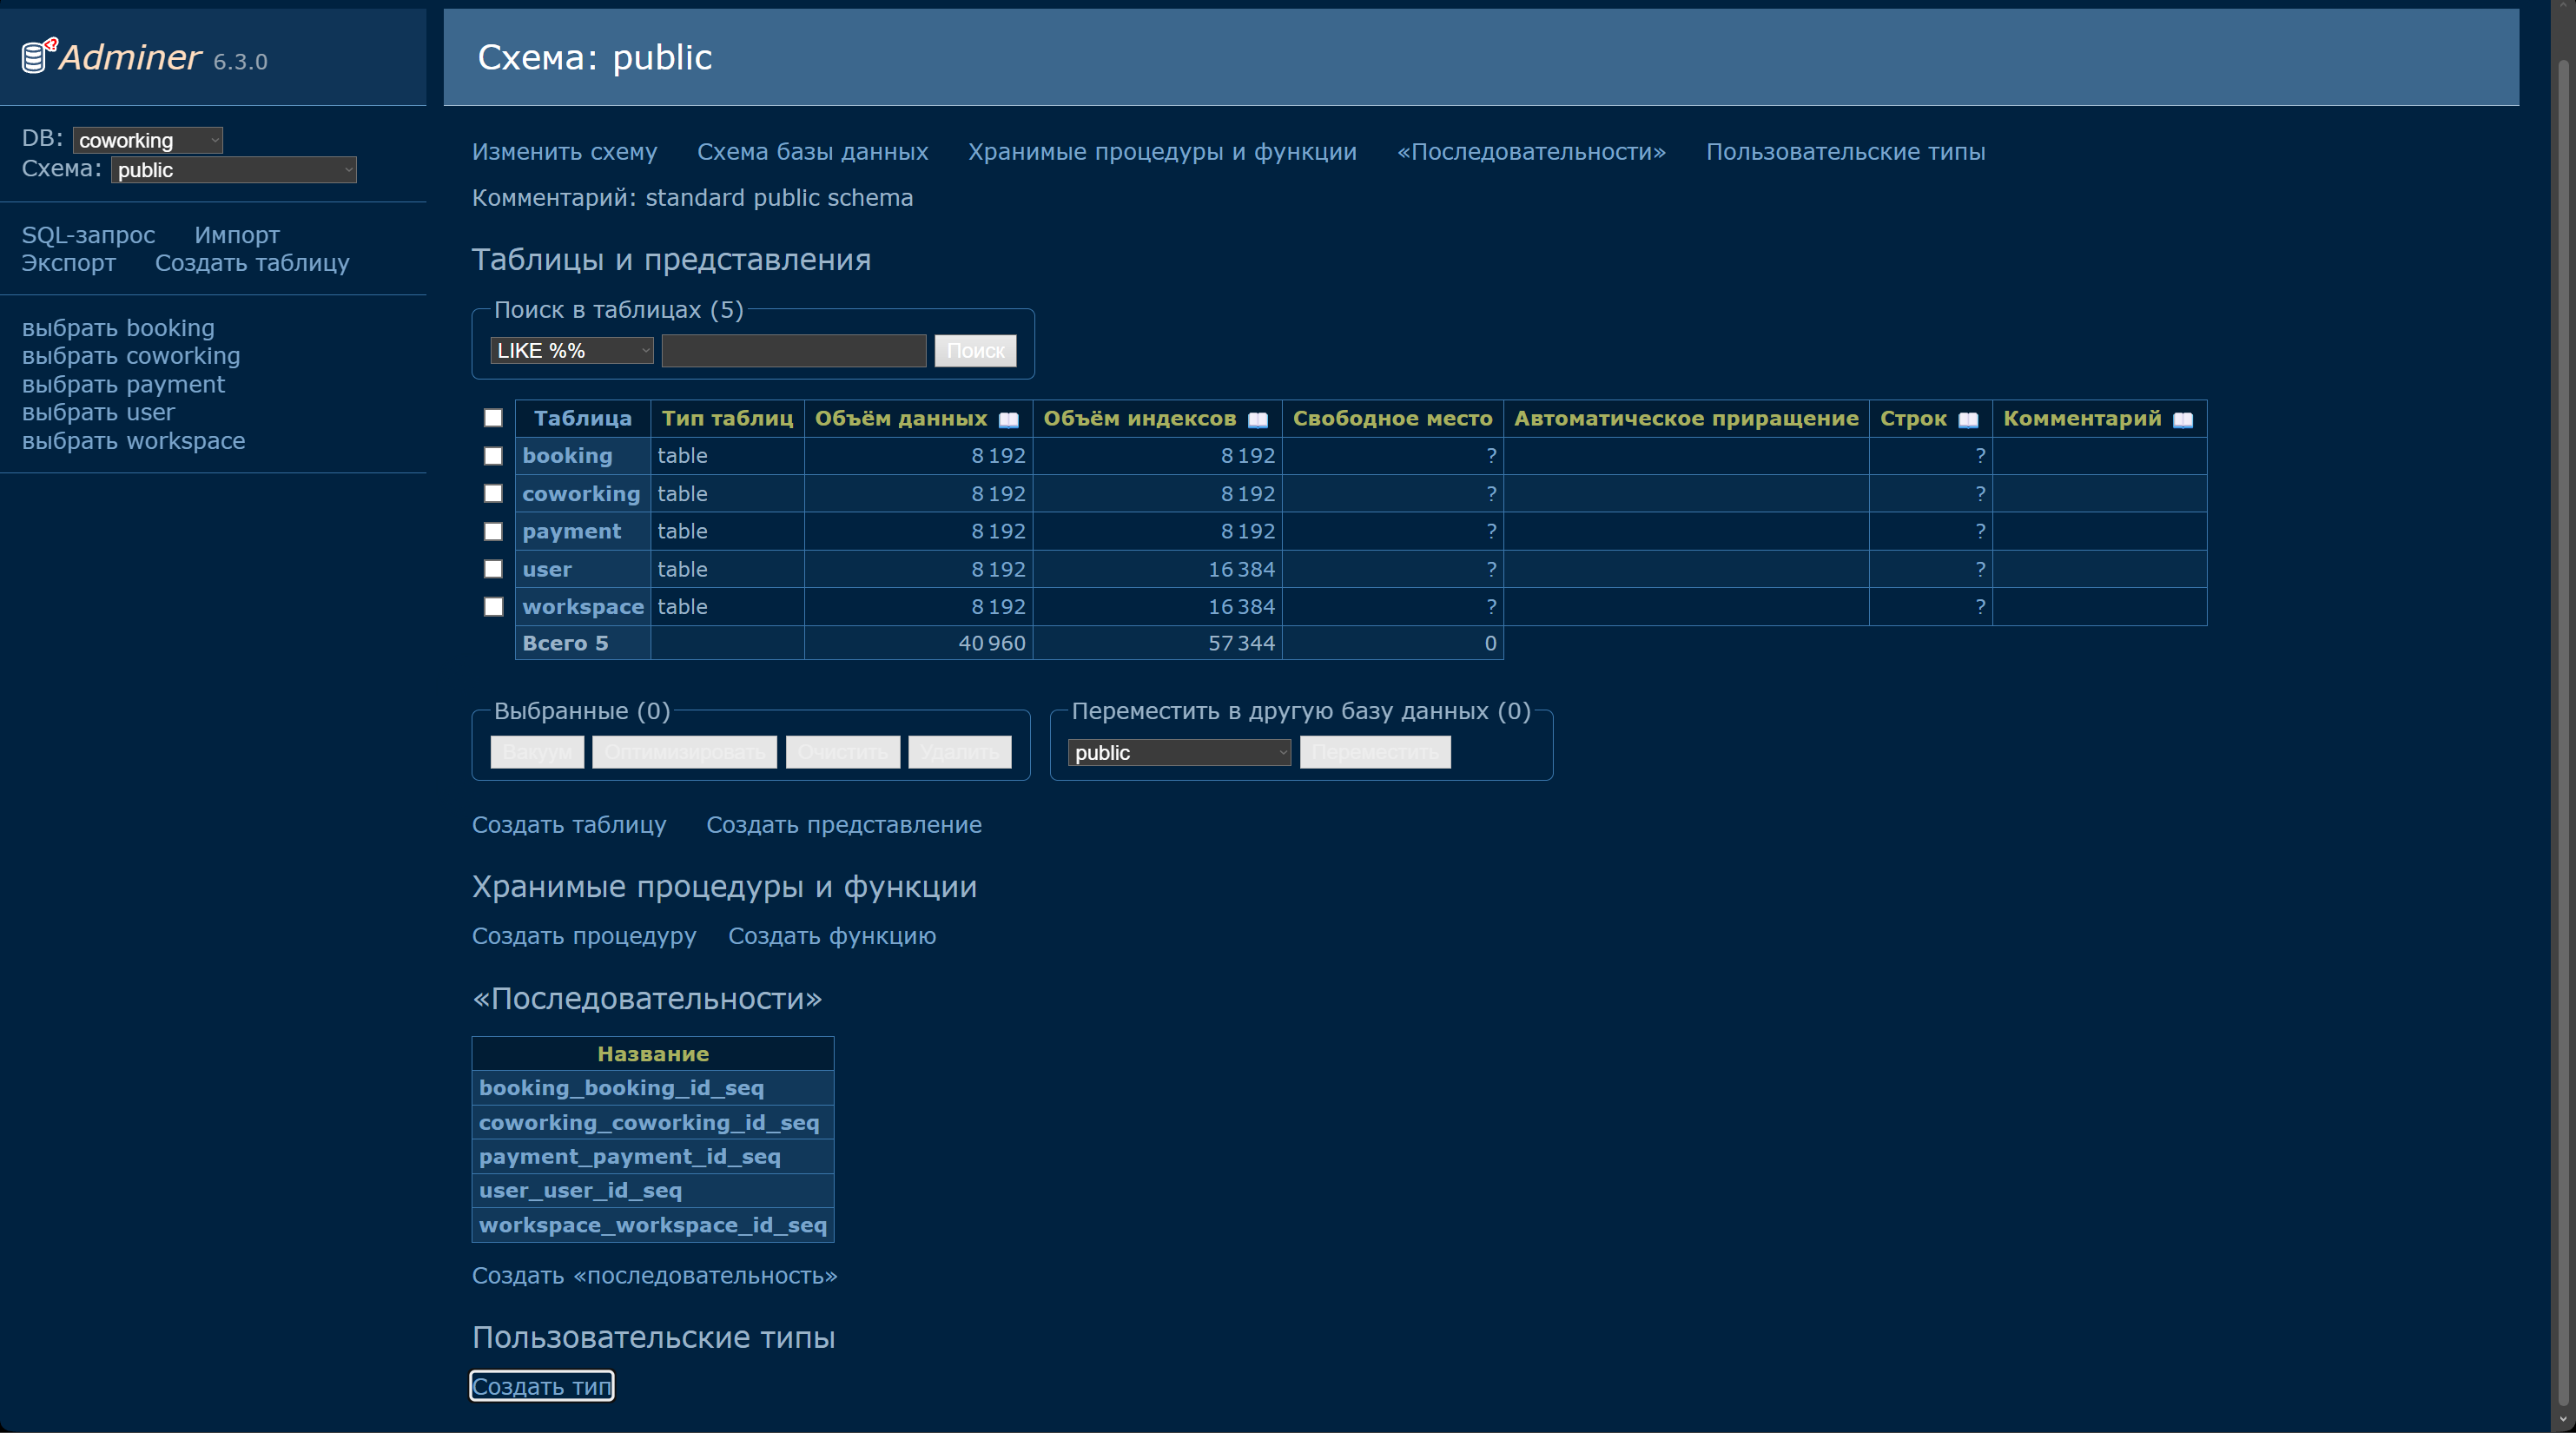 Adminer 6.3.0
DB: coworking
Схема: public
SQL-запрос Импорт
Экспорт Создать таблицу
выбрать booking
выбрать coworking
выбрать payment
выбрать user
выбрать workspace
Схема: public
Изменить схему Схема базы данных Хранимые процедуры и функции «Последовательности» Пользовательские типы
Комментарий: standard public schema
Таблицы и представления
Поиск в таблицах (5)
LIKE %% Поиск
Таблица Тип таблиц Объём данных Объём индексов Свободное место Автоматическое приращение Строк Комментарий
booking table 8 192 8 192 ? ?
coworking table 8 192 8 192 ? ?
payment table 8 192 8 192 ? ?
user table 8 192 16 384 ? ?
workspace table 8 192 16 384 ? ?
Всего 5 40 960 57 344 0
Выбранные (0) Переместить в другую базу данных (0)
Вакуум Оптимизировать Очистить Удалить public Переместить
Создать таблицу Создать представление
Хранимые процедуры и функции
Создать процедуру Создать функцию
«Последовательности»
Название
booking_booking_id_seq
coworking_coworking_id_seq
payment_payment_id_seq
user_user_id_seq
workspace_workspace_id_seq
Создать «последовательность»
Пользовательские типы
Создать тип